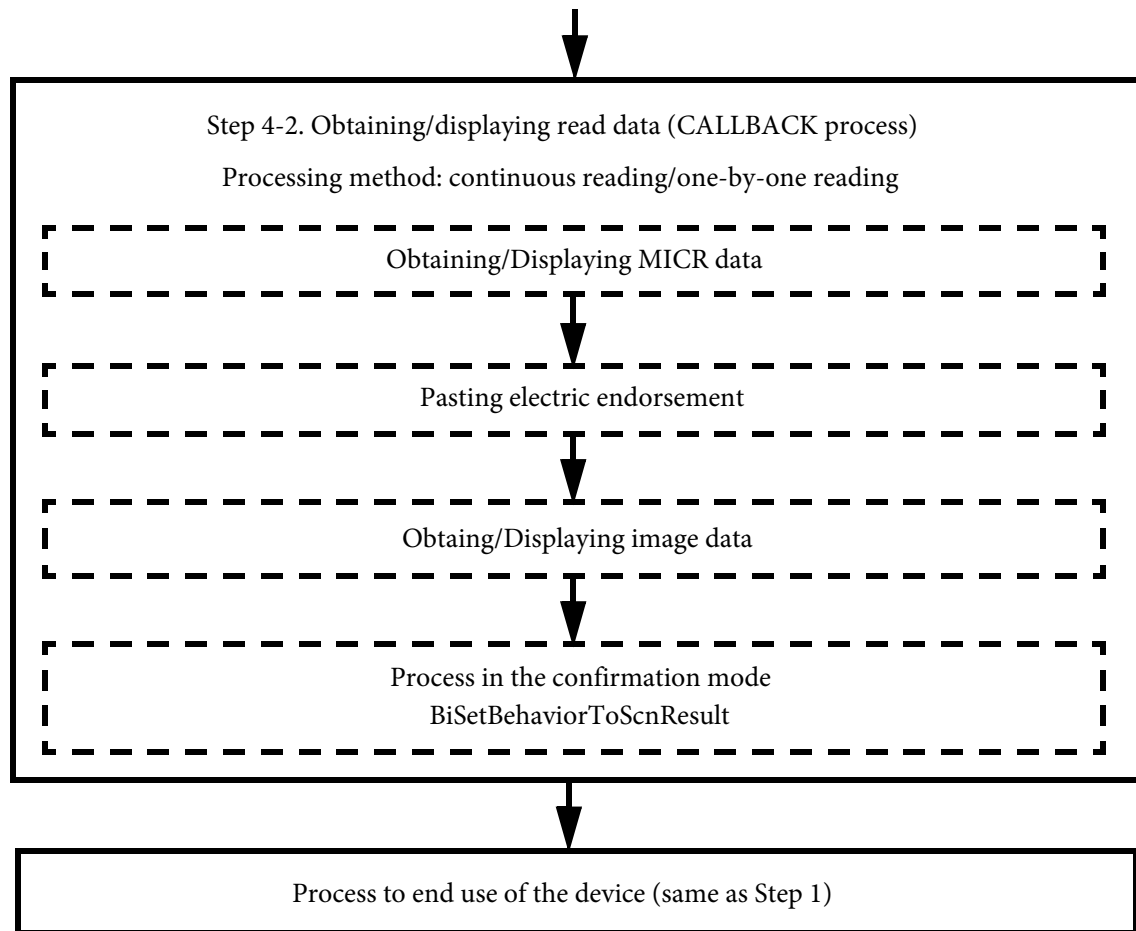 Step 4-2. Obtaining/displaying read data (CALLBACK process)
Processing method: continuous reading/one-by-one reading
Obtaining/Displaying MICR data
Pasting electric endorsement
Obtaing/Displaying image data
Process in the confirmation mode
BiSetBehaviorToScnResult
Process to end use of the device (same as Step 1)